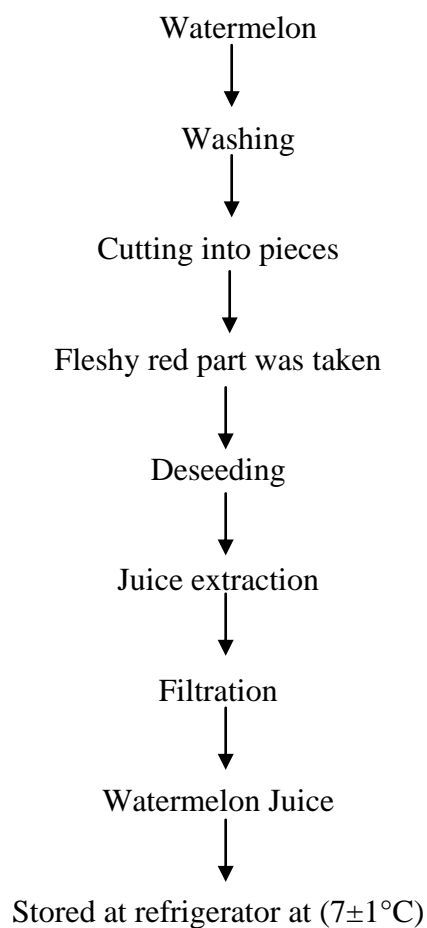 Watermelon
Washing
Cutting into pieces
Fleshy red part was taken
Deseeding
Juice extraction
Filtration
Watermelon Juice
Stored at refrigerator at (7±1°C)